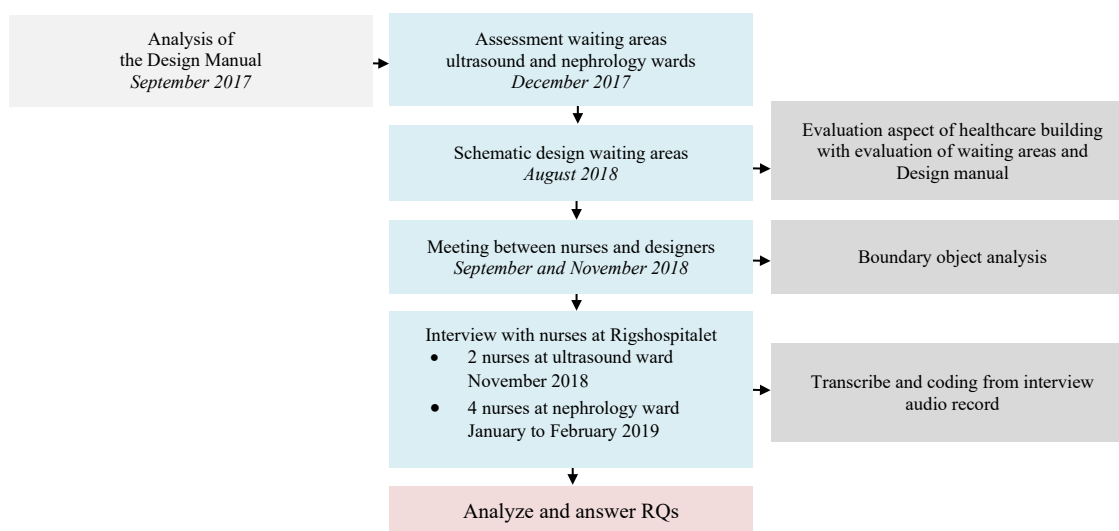 Analysis of
the Design Manual
September 2017
Assessment waiting areas
ultrasound and nephrology wards
December 2017
Schematic design waiting areas
August 2018
Evaluation aspect of healthcare building
with evaluation of waiting areas and
Design manual
Meeting between nurses and designers
September and November 2018
Boundary object analysis
Interview with nurses at Rigshospitalet
• 2 nurses at ultrasound ward
November 2018
• 4 nurses at nephrology ward
January to February 2019
Transcribe and coding from interview
audio record
Analyze and answer RQs